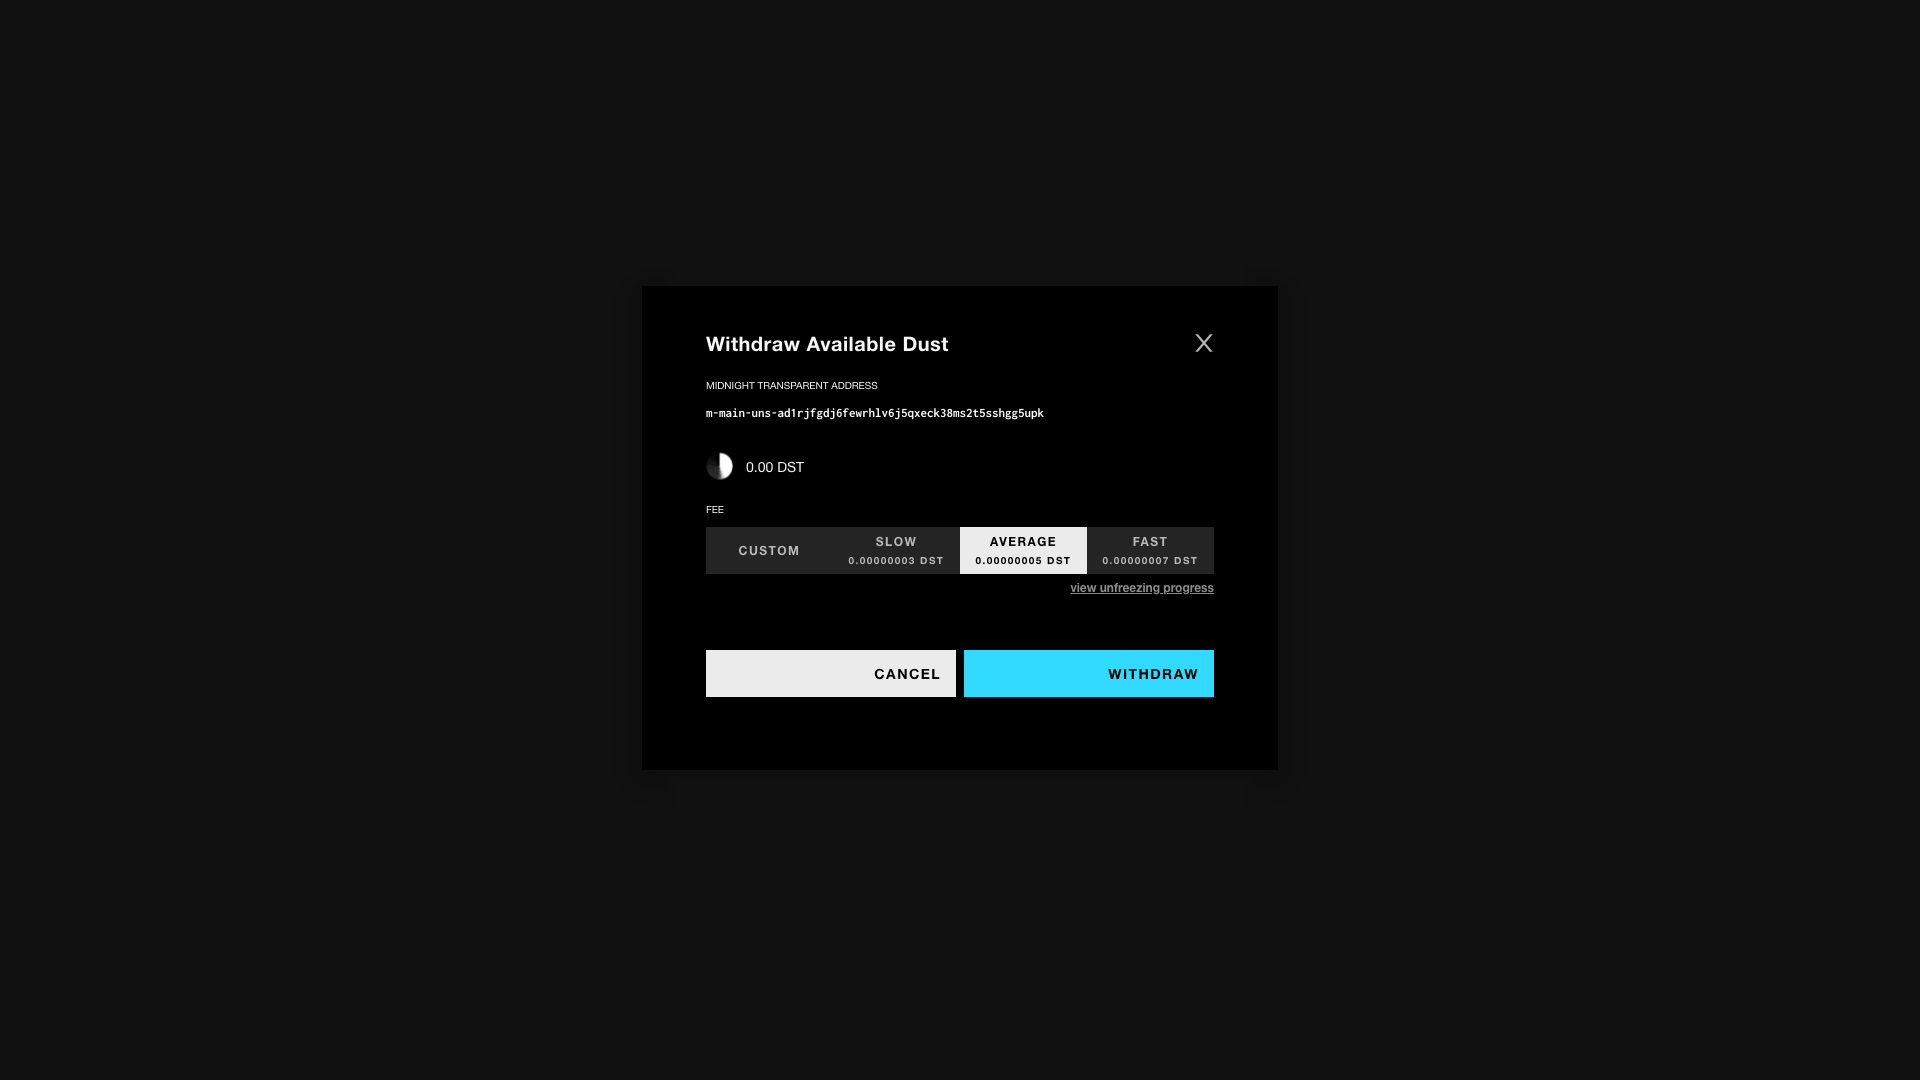 Withdraw Available Dust
X
MIDNIGHT TRANSPARENT ADDRESS
m-main-uns-ad1rjfgdj6fewrhlv6j5qxeck38ms2t5sshgg5upk
0.00 DST
FEE
CUSTOM
SLOW
0.00000003 DST
AVERAGE
0.00000005 DST
FAST
0.00000007 DST
view unfreezing progress
CANCEL
WITHDRAW